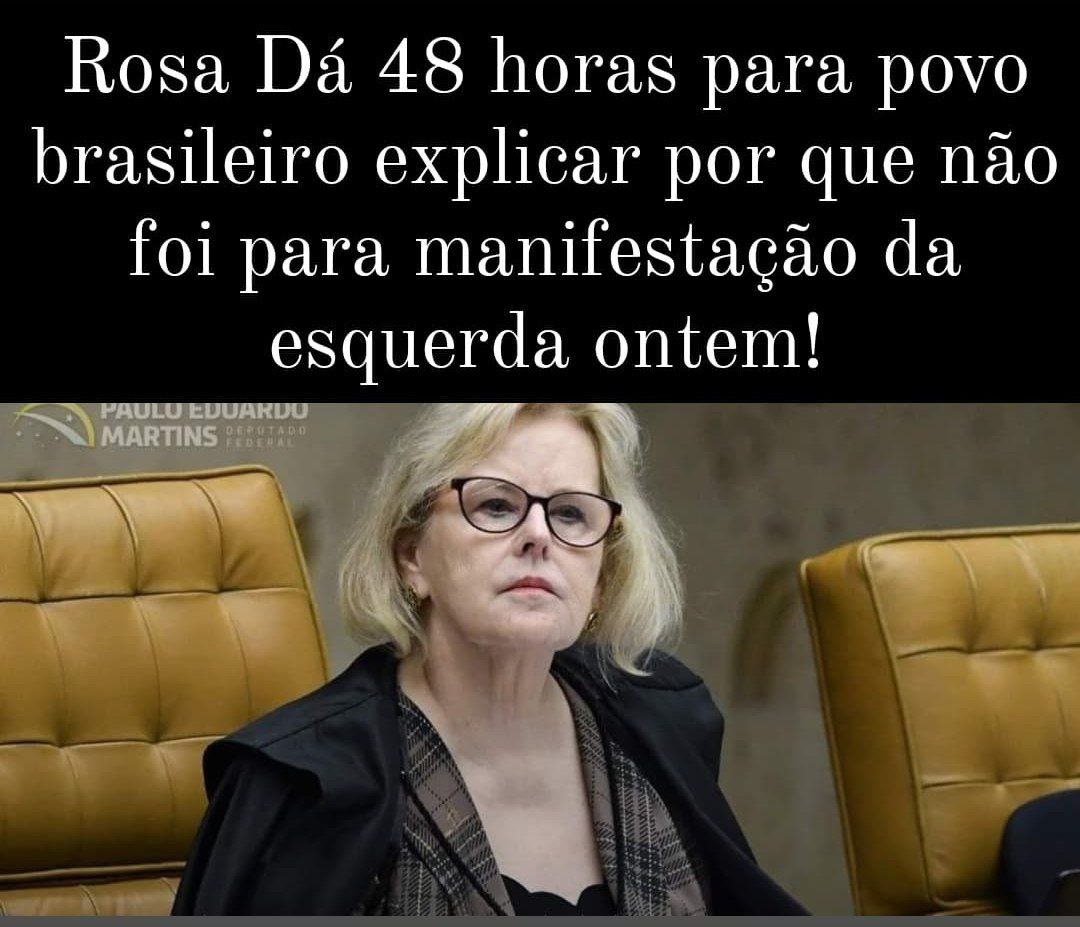 Rosa Dá 48 horas para povo
brasileiro explicar por que não
foi para manifestação da
esquerda ontem!
PAULO EDUARDO
MARTINS DEPUTADO
FEDERAL